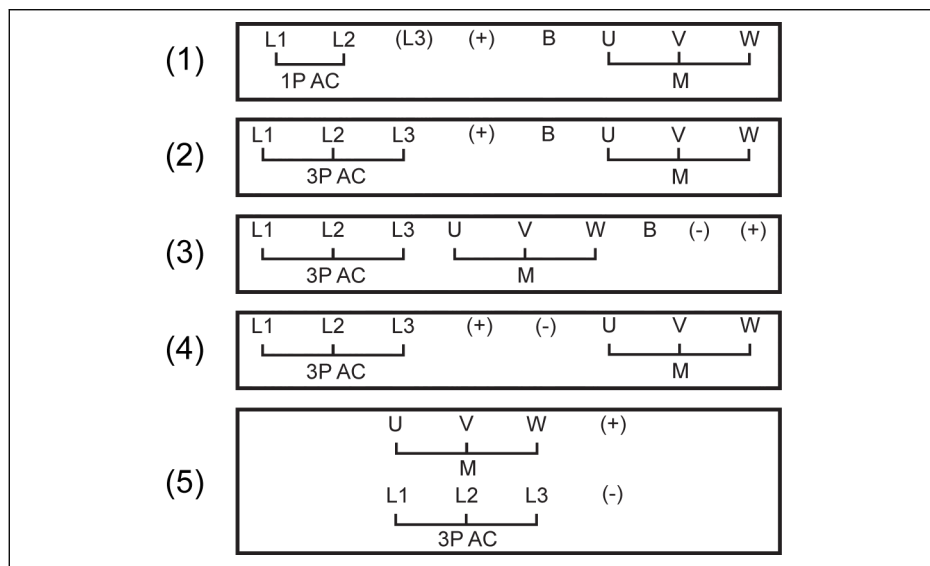 (1) L1 L2 (L3) (+) B U V W
1P AC M
(2) L1 L2 L3 (+) B U V W
3P AC M
(3) L1 L2 L3 U V W B (-) (+)
3P AC M
(4) L1 L2 L3 (+) (-) U V W
3P AC M
(5) U V W (+)
M
L1 L2 L3 (-)
3P AC